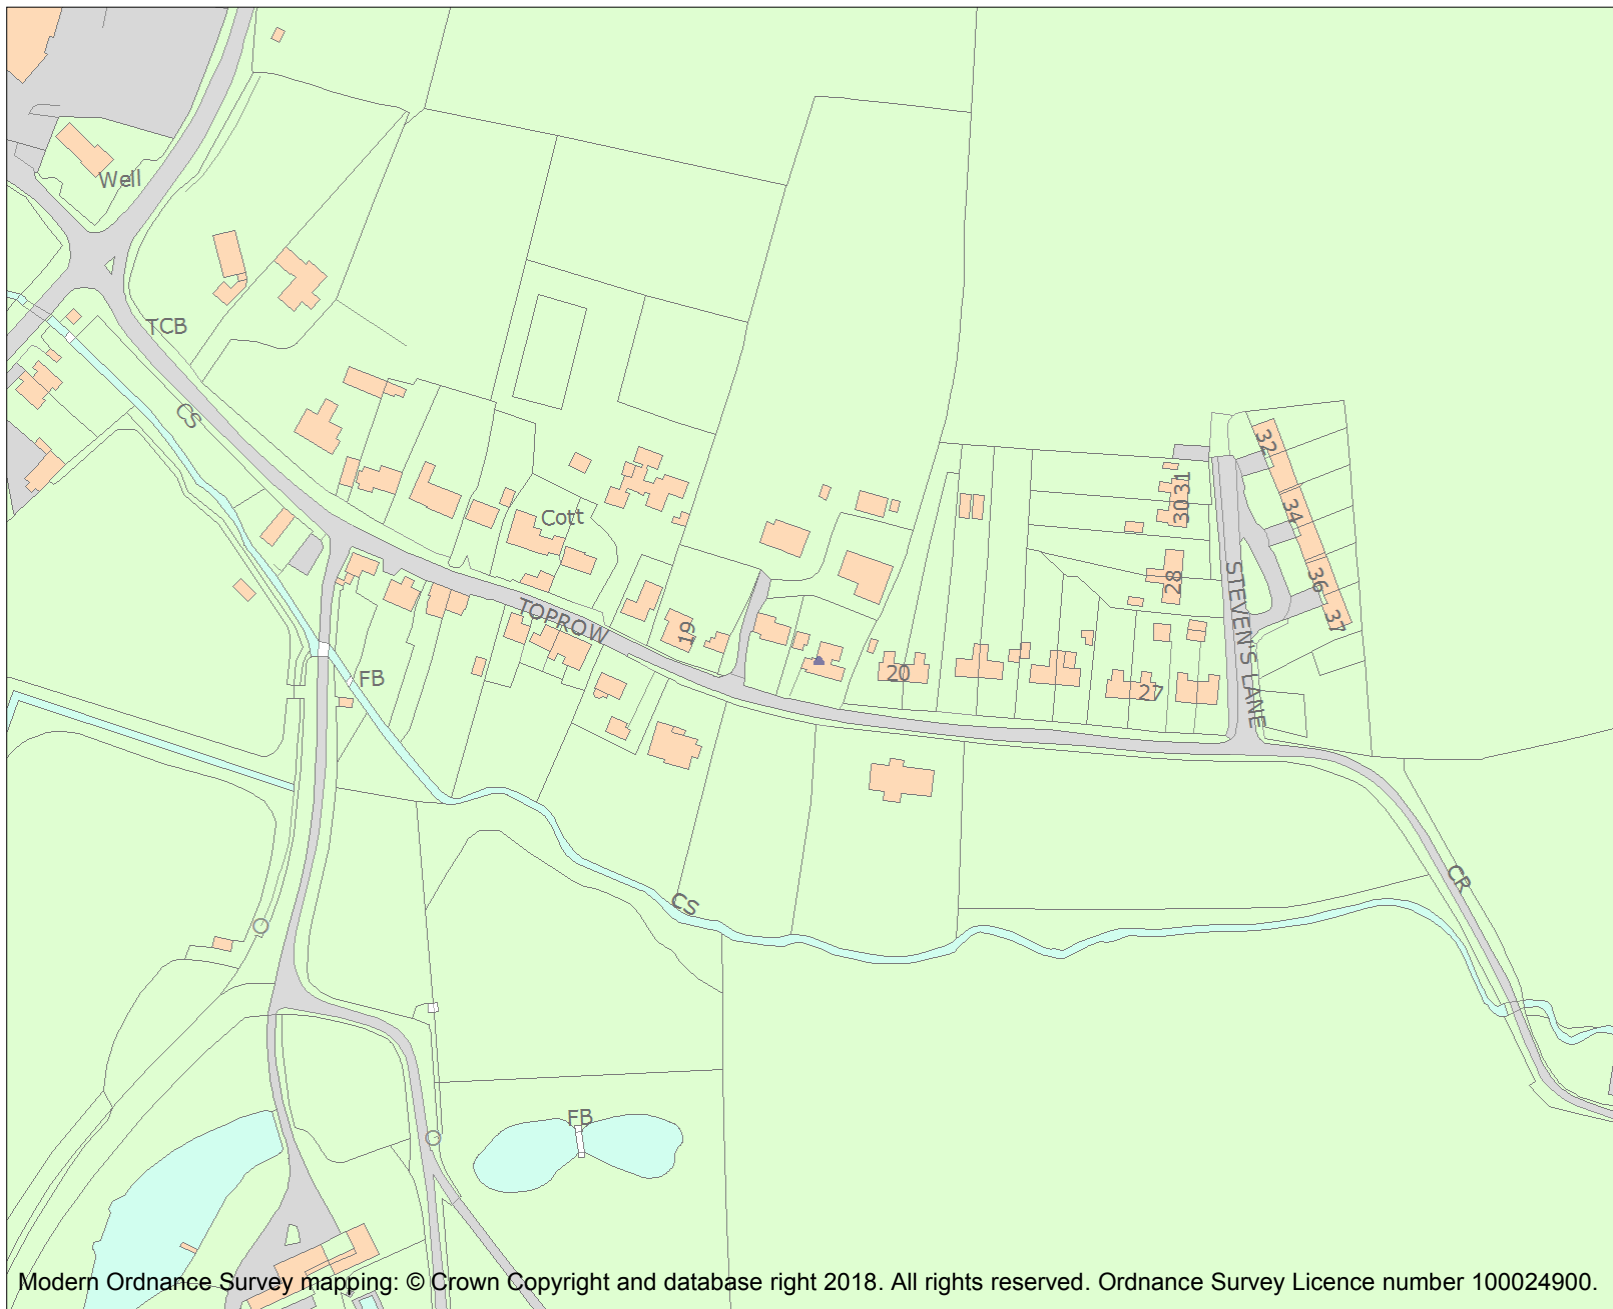 Well
TCB
CS
Cott
TOPROW
19
20
27
28
30
31
32
34
36
37
STEVEN'S LANE
FB
CS
CR
FB
Modern Ordnance Survey mapping: © Crown Copyright and database right 2018. All rights reserved. Ordnance Survey Licence number 100024900.